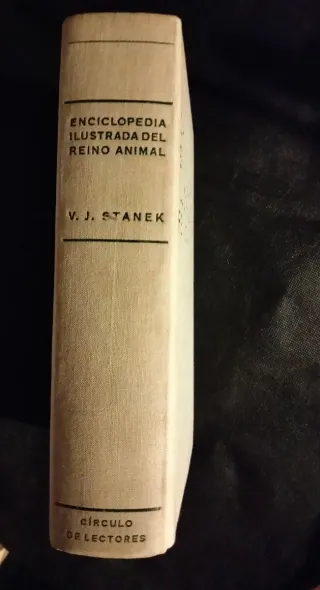 ENCICLOPEDIA
ILUSTRADA DEL
REINO ANIMAL
V. J. STANEK
CÍRCULO
DE LECTORES